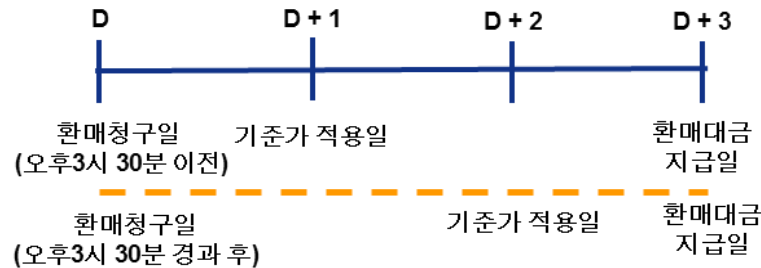 D D + 1 D + 2 D + 3
환매청구일 기준가 적용일 환매대금
(오후3시 30분 이전) 지급일
환매청구일 기준가 적용일 환매대금
(오후3시 30분 경과 후) 지급일